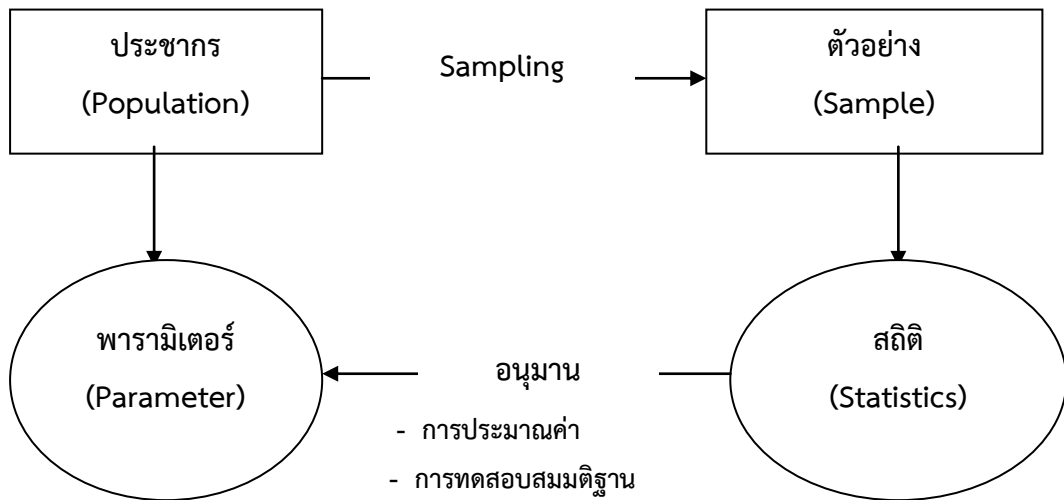 ประชากร
(Population)
Sampling
ตัวอย่าง
(Sample)
พารามิเตอร์
(Parameter)
อนุมาน
- การประมาณค่า
- การทดสอบสมมติฐาน
สถิติ
(Statistics)